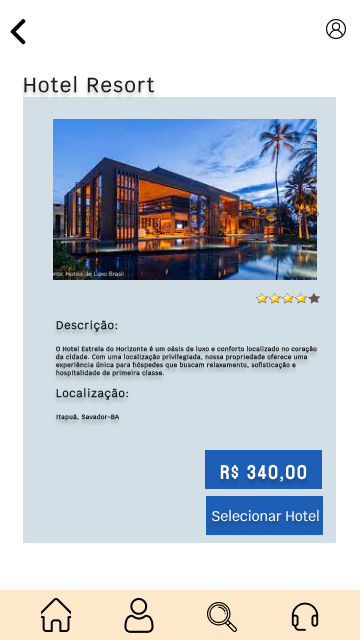 Hotel Resort
Fonte: Hotéis de Luxo Brasil
Descrição:
O Hotel Estrela do Horizonte é um oásis de luxo e conforto localizado no coração
da cidade. Com uma localização privilegiada, nossa propriedade oferece uma
experiência única para hóspedes que buscam relaxamento, sofisticação e
hospitalidade de primeira classe.
Localização:
Itapuã, Savador-BA
R$ 340,00
Selecionar Hotel